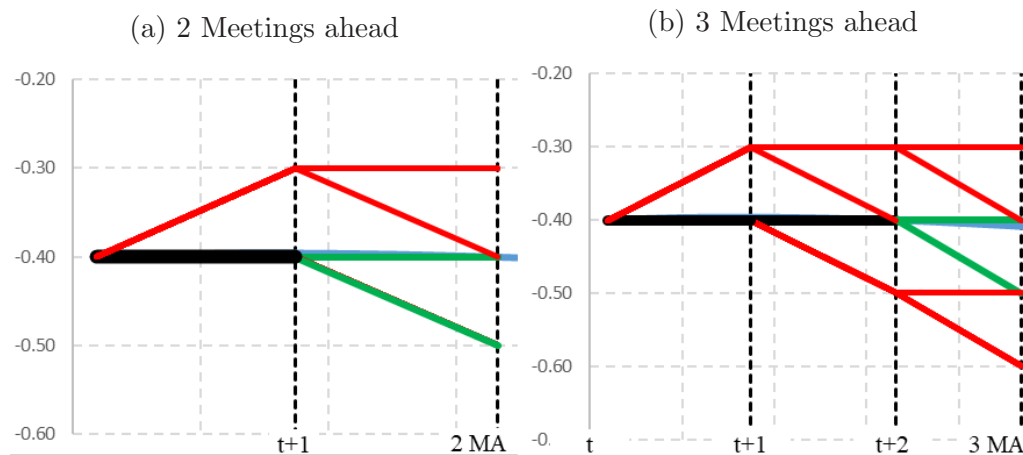 (a) 2 Meetings ahead
-0.20
-0.30
-0.40
-0.50
-0.60
t+1
2 MA
(b) 3 Meetings ahead
-0.20
-0.30
-0.40
-0.50
-0.60
-0.
t
t+1
t+2
3 MA